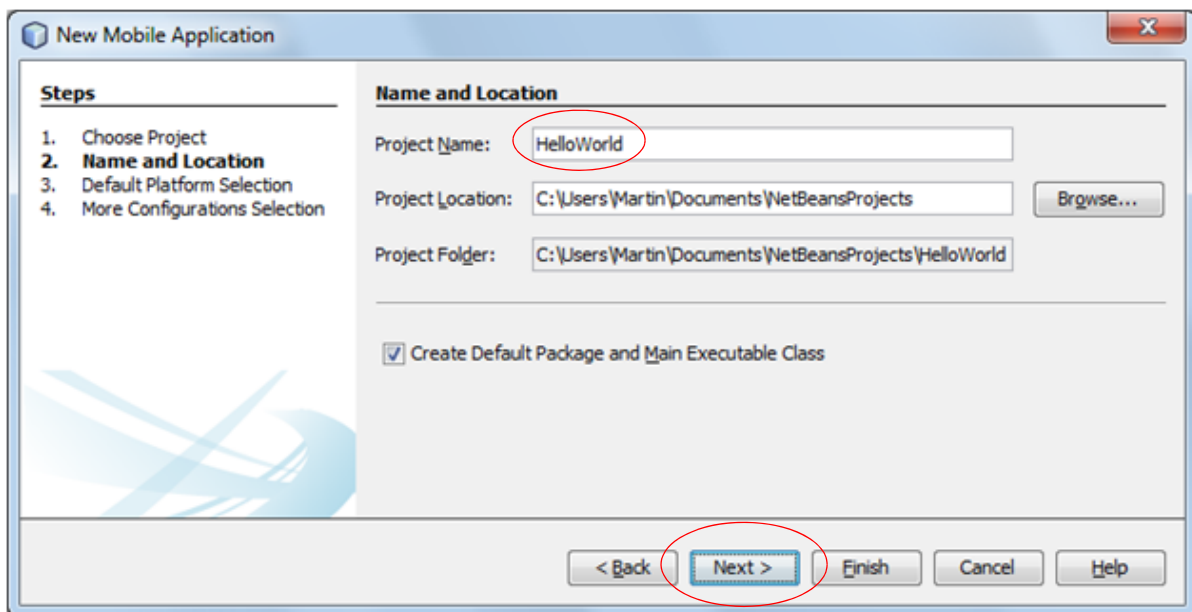 New Mobile Application
Steps
1. Choose Project
2. Name and Location
3. Default Platform Selection
4. More Configurations Selection
Name and Location
Project Name: HelloWorld
Project Location: C:\Users\Martin\Documents\NetBeansProjects Browse...
Project Folder: C:\Users\Martin\Documents\NetBeansProjects\HelloWorld
Create Default Package and Main Executable Class
< Back Next > Finish Cancel Help